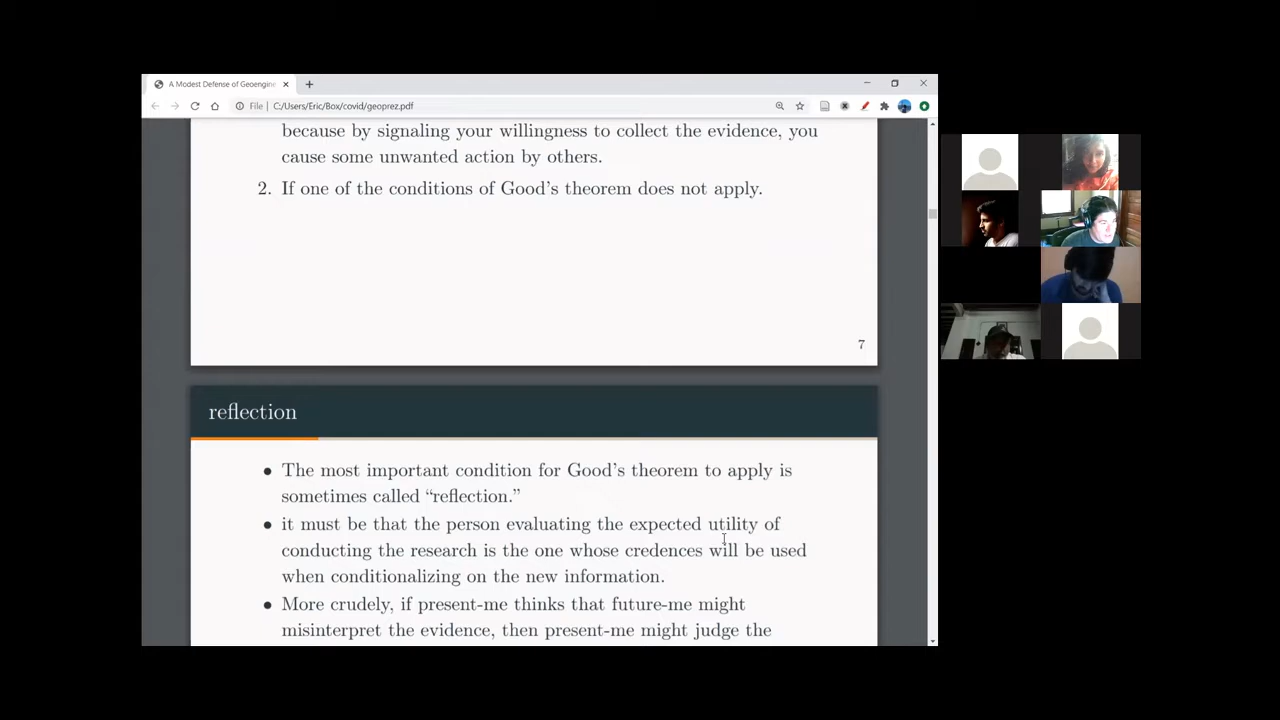 A Modest Defense of Geoengine
File | C:/Users/Eric/Box/covid/geoprez.pdf
because by signaling your willingness to collect the evidence, you
cause some unwanted action by others.
2. If one of the conditions of Good's theorem does not apply.
7
reflection
• The most important condition for Good's theorem to apply is
sometimes called “reflection.”
• it must be that the person evaluating the expected utility of
conducting the research is the one whose credences will be used
when conditionalizing on the new information.
• More crudely, if present-me thinks that future-me might
misinterpret the evidence, then present-me might judge the